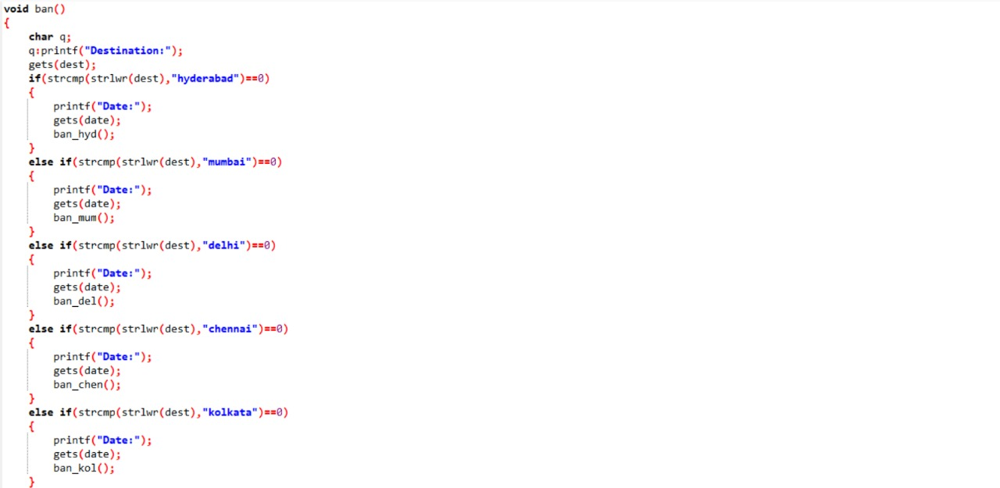 void ban()
{
    char q;
    q:printf("Destination:");
    gets(dest);
    if(strcmp(strlwr(dest),"hyderabad")==0)
    {
        printf("Date:");
        gets(date);
        ban_hyd();
    }
    else if(strcmp(strlwr(dest),"mumbai")==0)
    {
        printf("Date:");
        gets(date);
        ban_mum();
    }
    else if(strcmp(strlwr(dest),"delhi")==0)
    {
        printf("Date:");
        gets(date);
        ban_del();
    }
    else if(strcmp(strlwr(dest),"chennai")==0)
    {
        printf("Date:");
        gets(date);
        ban_chen();
    }
    else if(strcmp(strlwr(dest),"kolkata")==0)
    {
        printf("Date:");
        gets(date);
        ban_kol();
    }